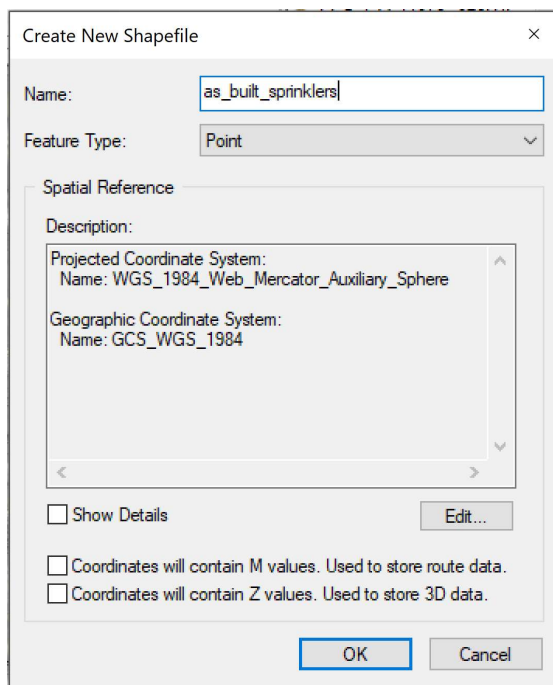 Create New Shapefile
Name:
as_built_sprinklers
Feature Type:
Point
Spatial Reference
Description:
Projected Coordinate System:
Name: WGS_1984_Web_Mercator_Auxiliary_Sphere
Geographic Coordinate System:
Name: GCS_WGS_1984
Show Details
Edit...
Coordinates will contain M values. Used to store route data.
Coordinates will contain Z values. Used to store 3D data.
OK
Cancel